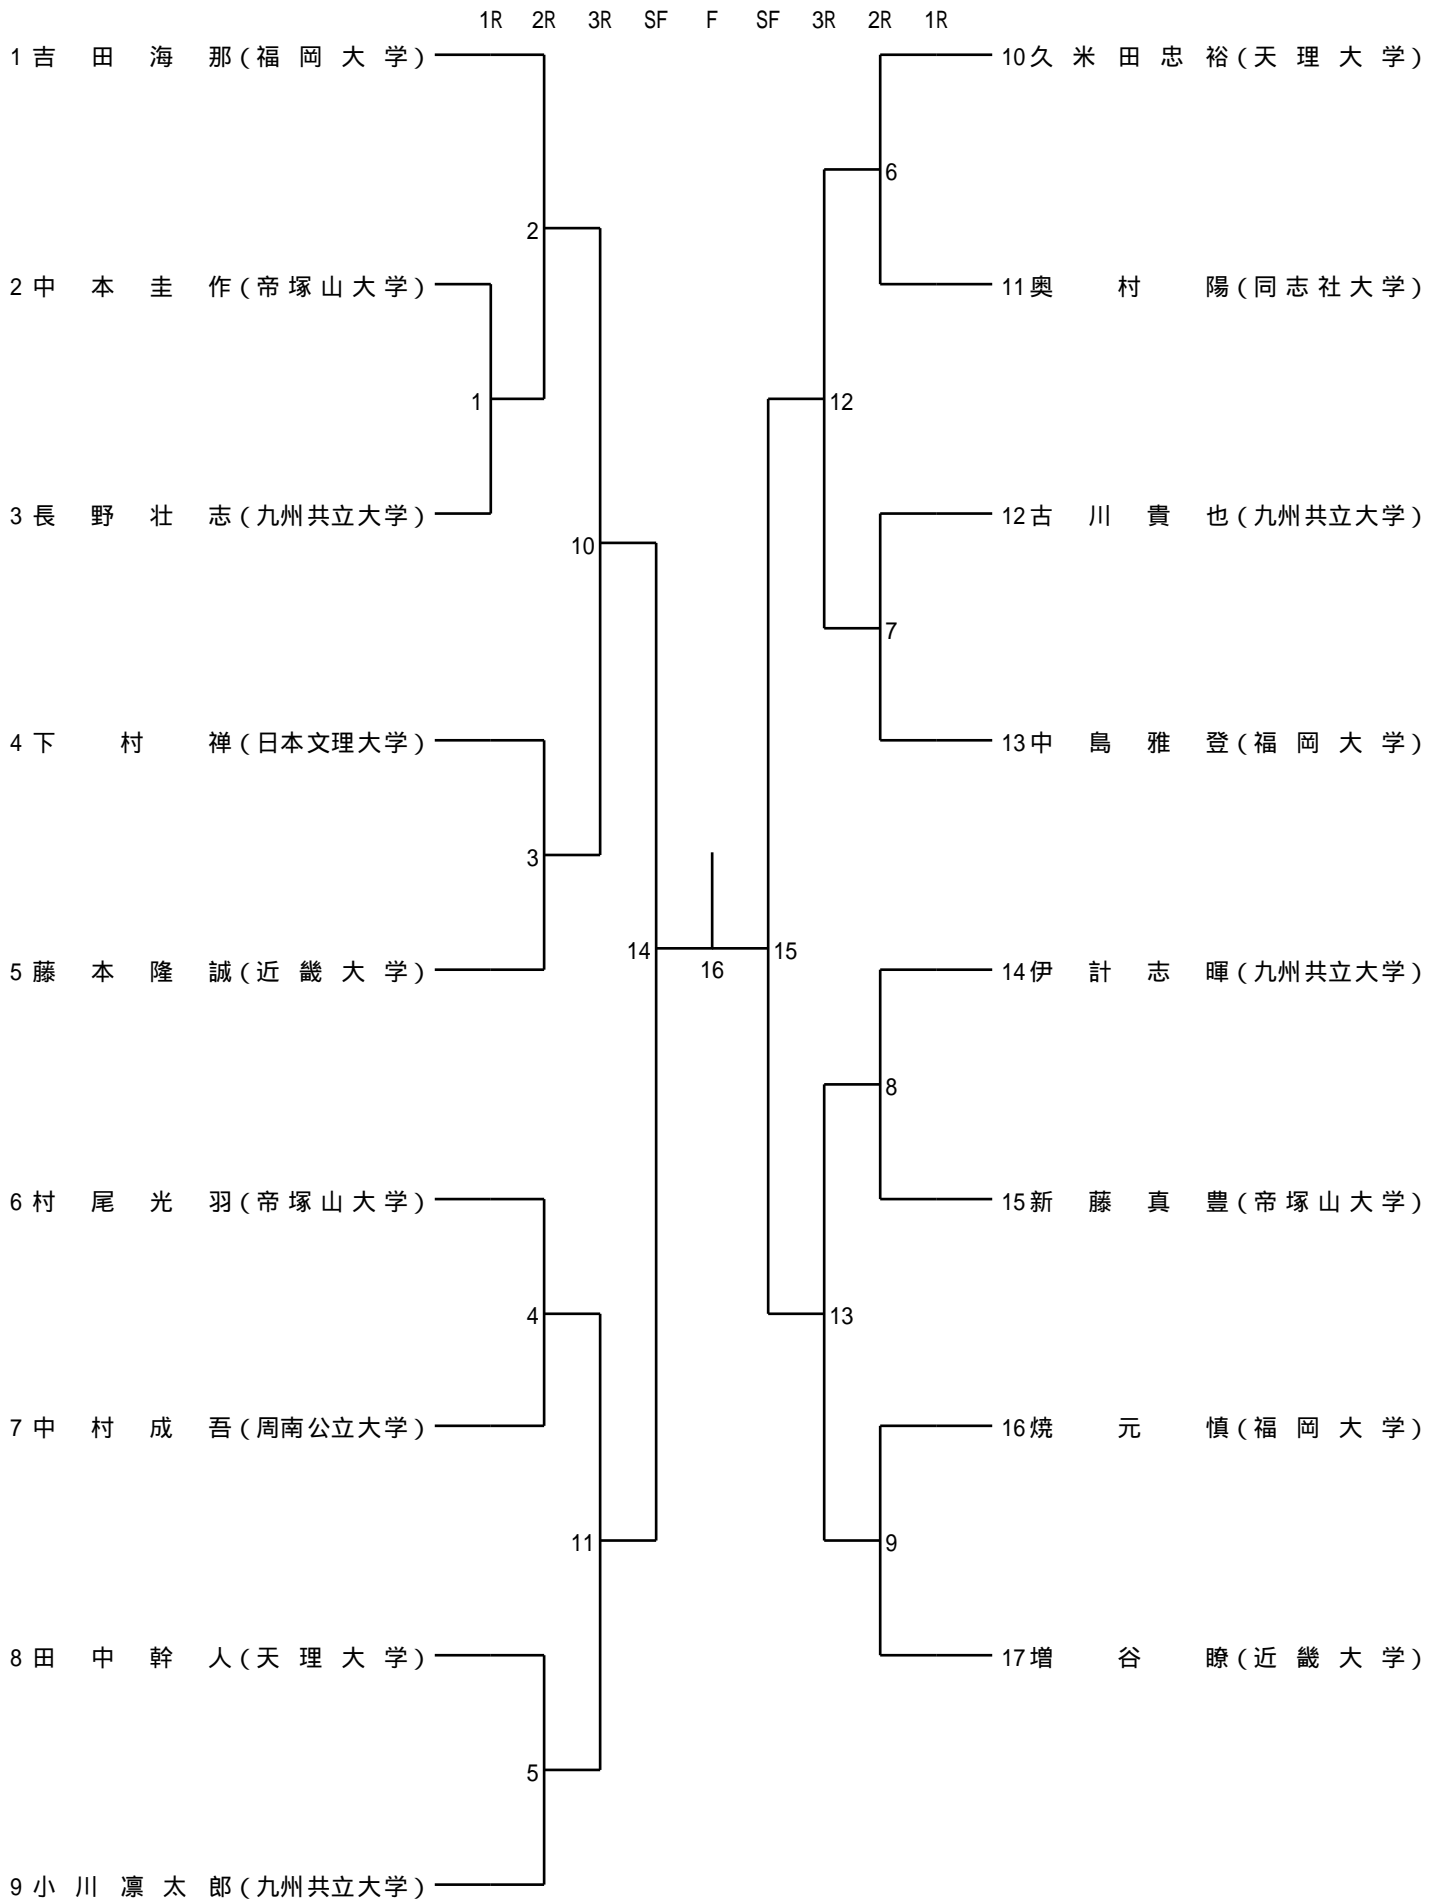 1R 2R 3R SF F SF 3R 2R 1R
1 吉田海那(福岡大学)
10 久米田忠裕(天理大学)
6
2
2 中本圭作(帝塚山大学)
11 奥村陽(同志社大学)
1
12
3 長野壮志(九州共立大学)
12 古川貴也(九州共立大学)
10
7
4 下村禅(日本文理大学)
13 中島雅登(福岡大学)
3
14
15
16
5 藤本隆誠(近畿大学)
14 伊計志暉(九州共立大学)
8
6 村尾光羽(帝塚山大学)
15 新藤真豊(帝塚山大学)
4
13
7 中村成吾(周南公立大学)
16 焼元慎(福岡大学)
11
9
8 田中幹人(天理大学)
17 増谷瞭(近畿大学)
5
9 小川凛太郎(九州共立大学)